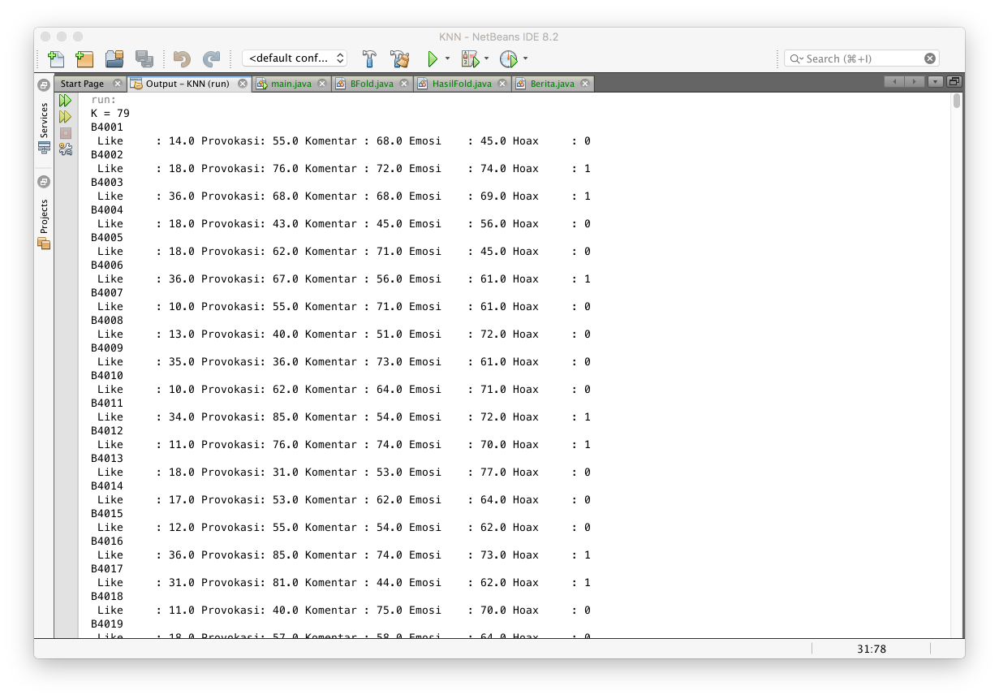 KNN - NetBeans IDE 8.2
<default conf...
Search (⌘+I)
Start Page
Output - KNN (run)
main.java
BFold.java
HasilFold.java
Berita.java
Services
Projects
run:
K = 79
B4001
Like : 14.0 Provokasi: 55.0 Komentar : 68.0 Emosi : 45.0 Hoax : 0
B4002
Like : 18.0 Provokasi: 76.0 Komentar : 72.0 Emosi : 74.0 Hoax : 1
B4003
Like : 36.0 Provokasi: 68.0 Komentar : 68.0 Emosi : 69.0 Hoax : 1
B4004
Like : 18.0 Provokasi: 43.0 Komentar : 45.0 Emosi : 56.0 Hoax : 0
B4005
Like : 18.0 Provokasi: 62.0 Komentar : 71.0 Emosi : 45.0 Hoax : 0
B4006
Like : 36.0 Provokasi: 67.0 Komentar : 56.0 Emosi : 61.0 Hoax : 1
B4007
Like : 10.0 Provokasi: 55.0 Komentar : 71.0 Emosi : 61.0 Hoax : 0
B4008
Like : 13.0 Provokasi: 40.0 Komentar : 51.0 Emosi : 72.0 Hoax : 0
B4009
Like : 35.0 Provokasi: 36.0 Komentar : 73.0 Emosi : 61.0 Hoax : 0
B4010
Like : 10.0 Provokasi: 62.0 Komentar : 64.0 Emosi : 71.0 Hoax : 0
B4011
Like : 34.0 Provokasi: 85.0 Komentar : 54.0 Emosi : 72.0 Hoax : 1
B4012
Like : 11.0 Provokasi: 76.0 Komentar : 74.0 Emosi : 70.0 Hoax : 1
B4013
Like : 18.0 Provokasi: 31.0 Komentar : 53.0 Emosi : 77.0 Hoax : 0
B4014
Like : 17.0 Provokasi: 53.0 Komentar : 62.0 Emosi : 64.0 Hoax : 0
B4015
Like : 12.0 Provokasi: 55.0 Komentar : 54.0 Emosi : 62.0 Hoax : 0
B4016
Like : 36.0 Provokasi: 85.0 Komentar : 74.0 Emosi : 73.0 Hoax : 1
B4017
Like : 31.0 Provokasi: 81.0 Komentar : 44.0 Emosi : 62.0 Hoax : 1
B4018
Like : 11.0 Provokasi: 40.0 Komentar : 75.0 Emosi : 70.0 Hoax : 0
B4019
Like : 18.0 Provokasi: 57.0 Komentar : 58.0 Emosi : 64.0 Hoax : 0
31:78